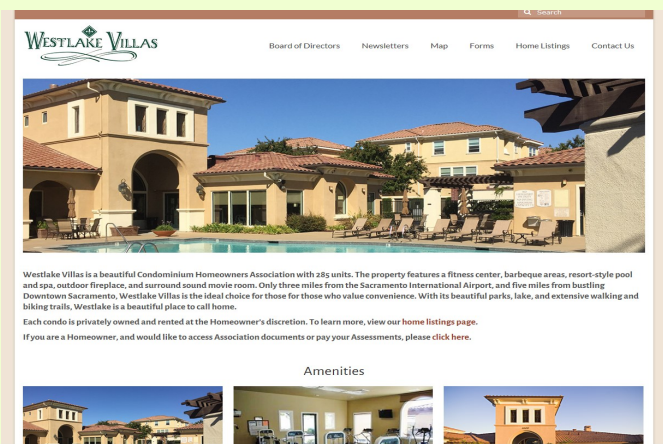 Search
WESTLAKE VILLAS
Board of Directors Newsletters Map Forms Home Listings Contact Us
Westlake Villas is a beautiful Condominium Homeowners Association with 285 units. The property features a fitness center, barbeque areas, resort-style pool
and spa, outdoor fireplace, and surround sound movie room. Only three miles from the Sacramento International Airport, and five miles from bustling
Downtown Sacramento, Westlake Villas is the ideal choice for those for those who value convenience. With its beautiful parks, lake, and extensive walking and
biking trails, Westlake is a beautiful place to call home.
Each condo is privately owned and rented at the Homeowner's discretion. To learn more, view our home listings page.
If you are a Homeowner, and would like to access Association documents or pay your Assessments, please click here.
Amenities